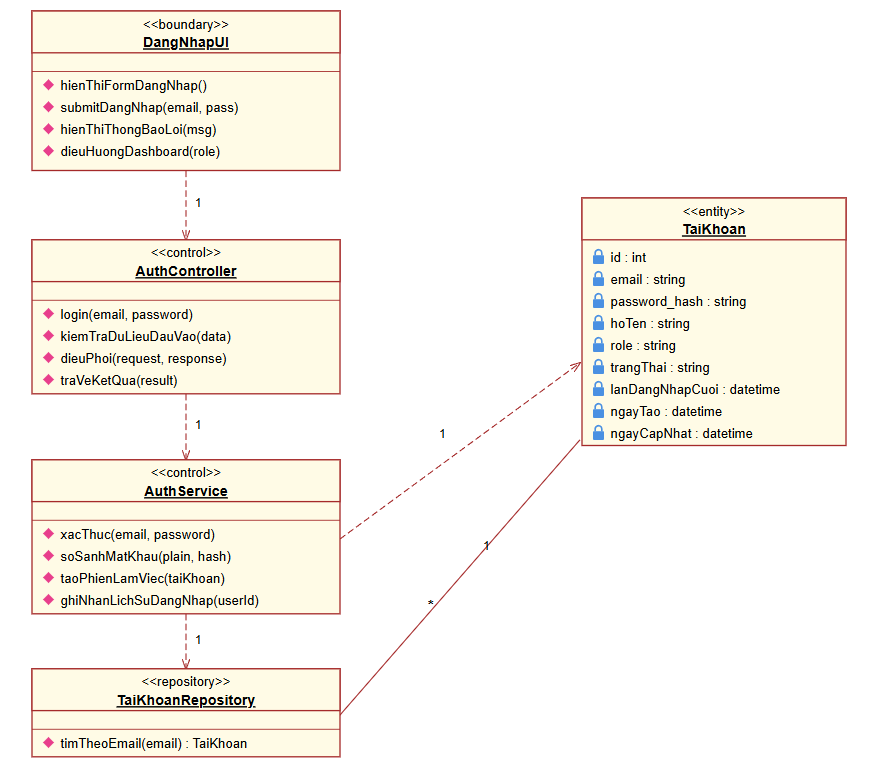 <<boundary>>
DangNhapUI
hienThiFormDangNhap()
submitDangNhap(email, pass)
hienThiThongBaoLoi(msg)
dieuHuongDashboard(role)
1
<<control>>
AuthController
login(email, password)
kiemTraDuLieuDauVao(data)
dieuPhoi(request, response)
traVeKetQua(result)
1
<<control>>
AuthService
xacThuc(email, password)
soSanhMatKhau(plain, hash)
taoPhienLamViec(taiKhoan)
ghiNhanLichSuDangNhap(userId)
1
<<repository>>
TaiKhoanRepository
timTheoEmail(email) : TaiKhoan
<<entity>>
TaiKhoan
id : int
email : string
password_hash : string
hoTen : string
role : string
trangThai : string
lanDangNhapCuoi : datetime
ngayTao : datetime
ngayCapNhat : datetime
1
1
*